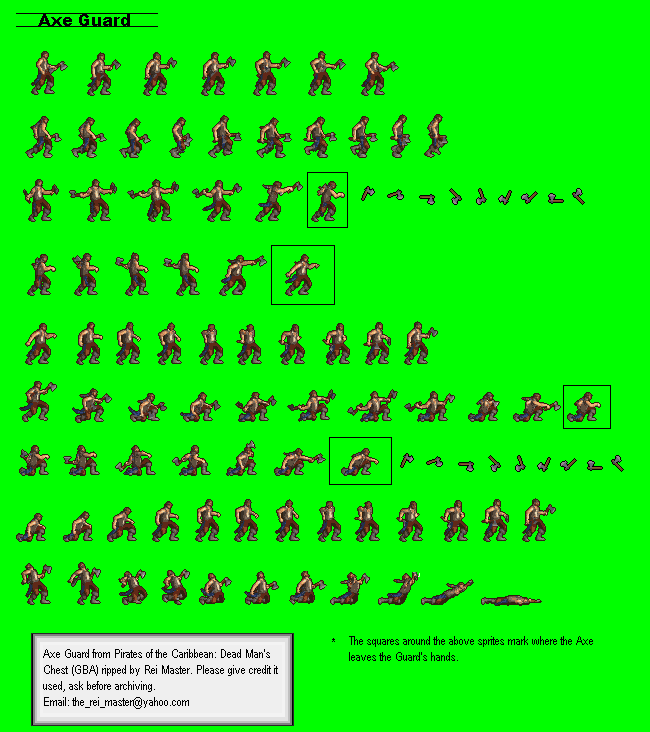 Axe Guard
Axe Guard from Pirates of the Caribbean: Dead Man's
Chest (GBA) ripped by Rei Master. Please give credit it
used, ask before archiving.
Email: the_rei_master@yahoo.com
* The squares around the above sprites mark where the Axe
leaves the Guard's hands.